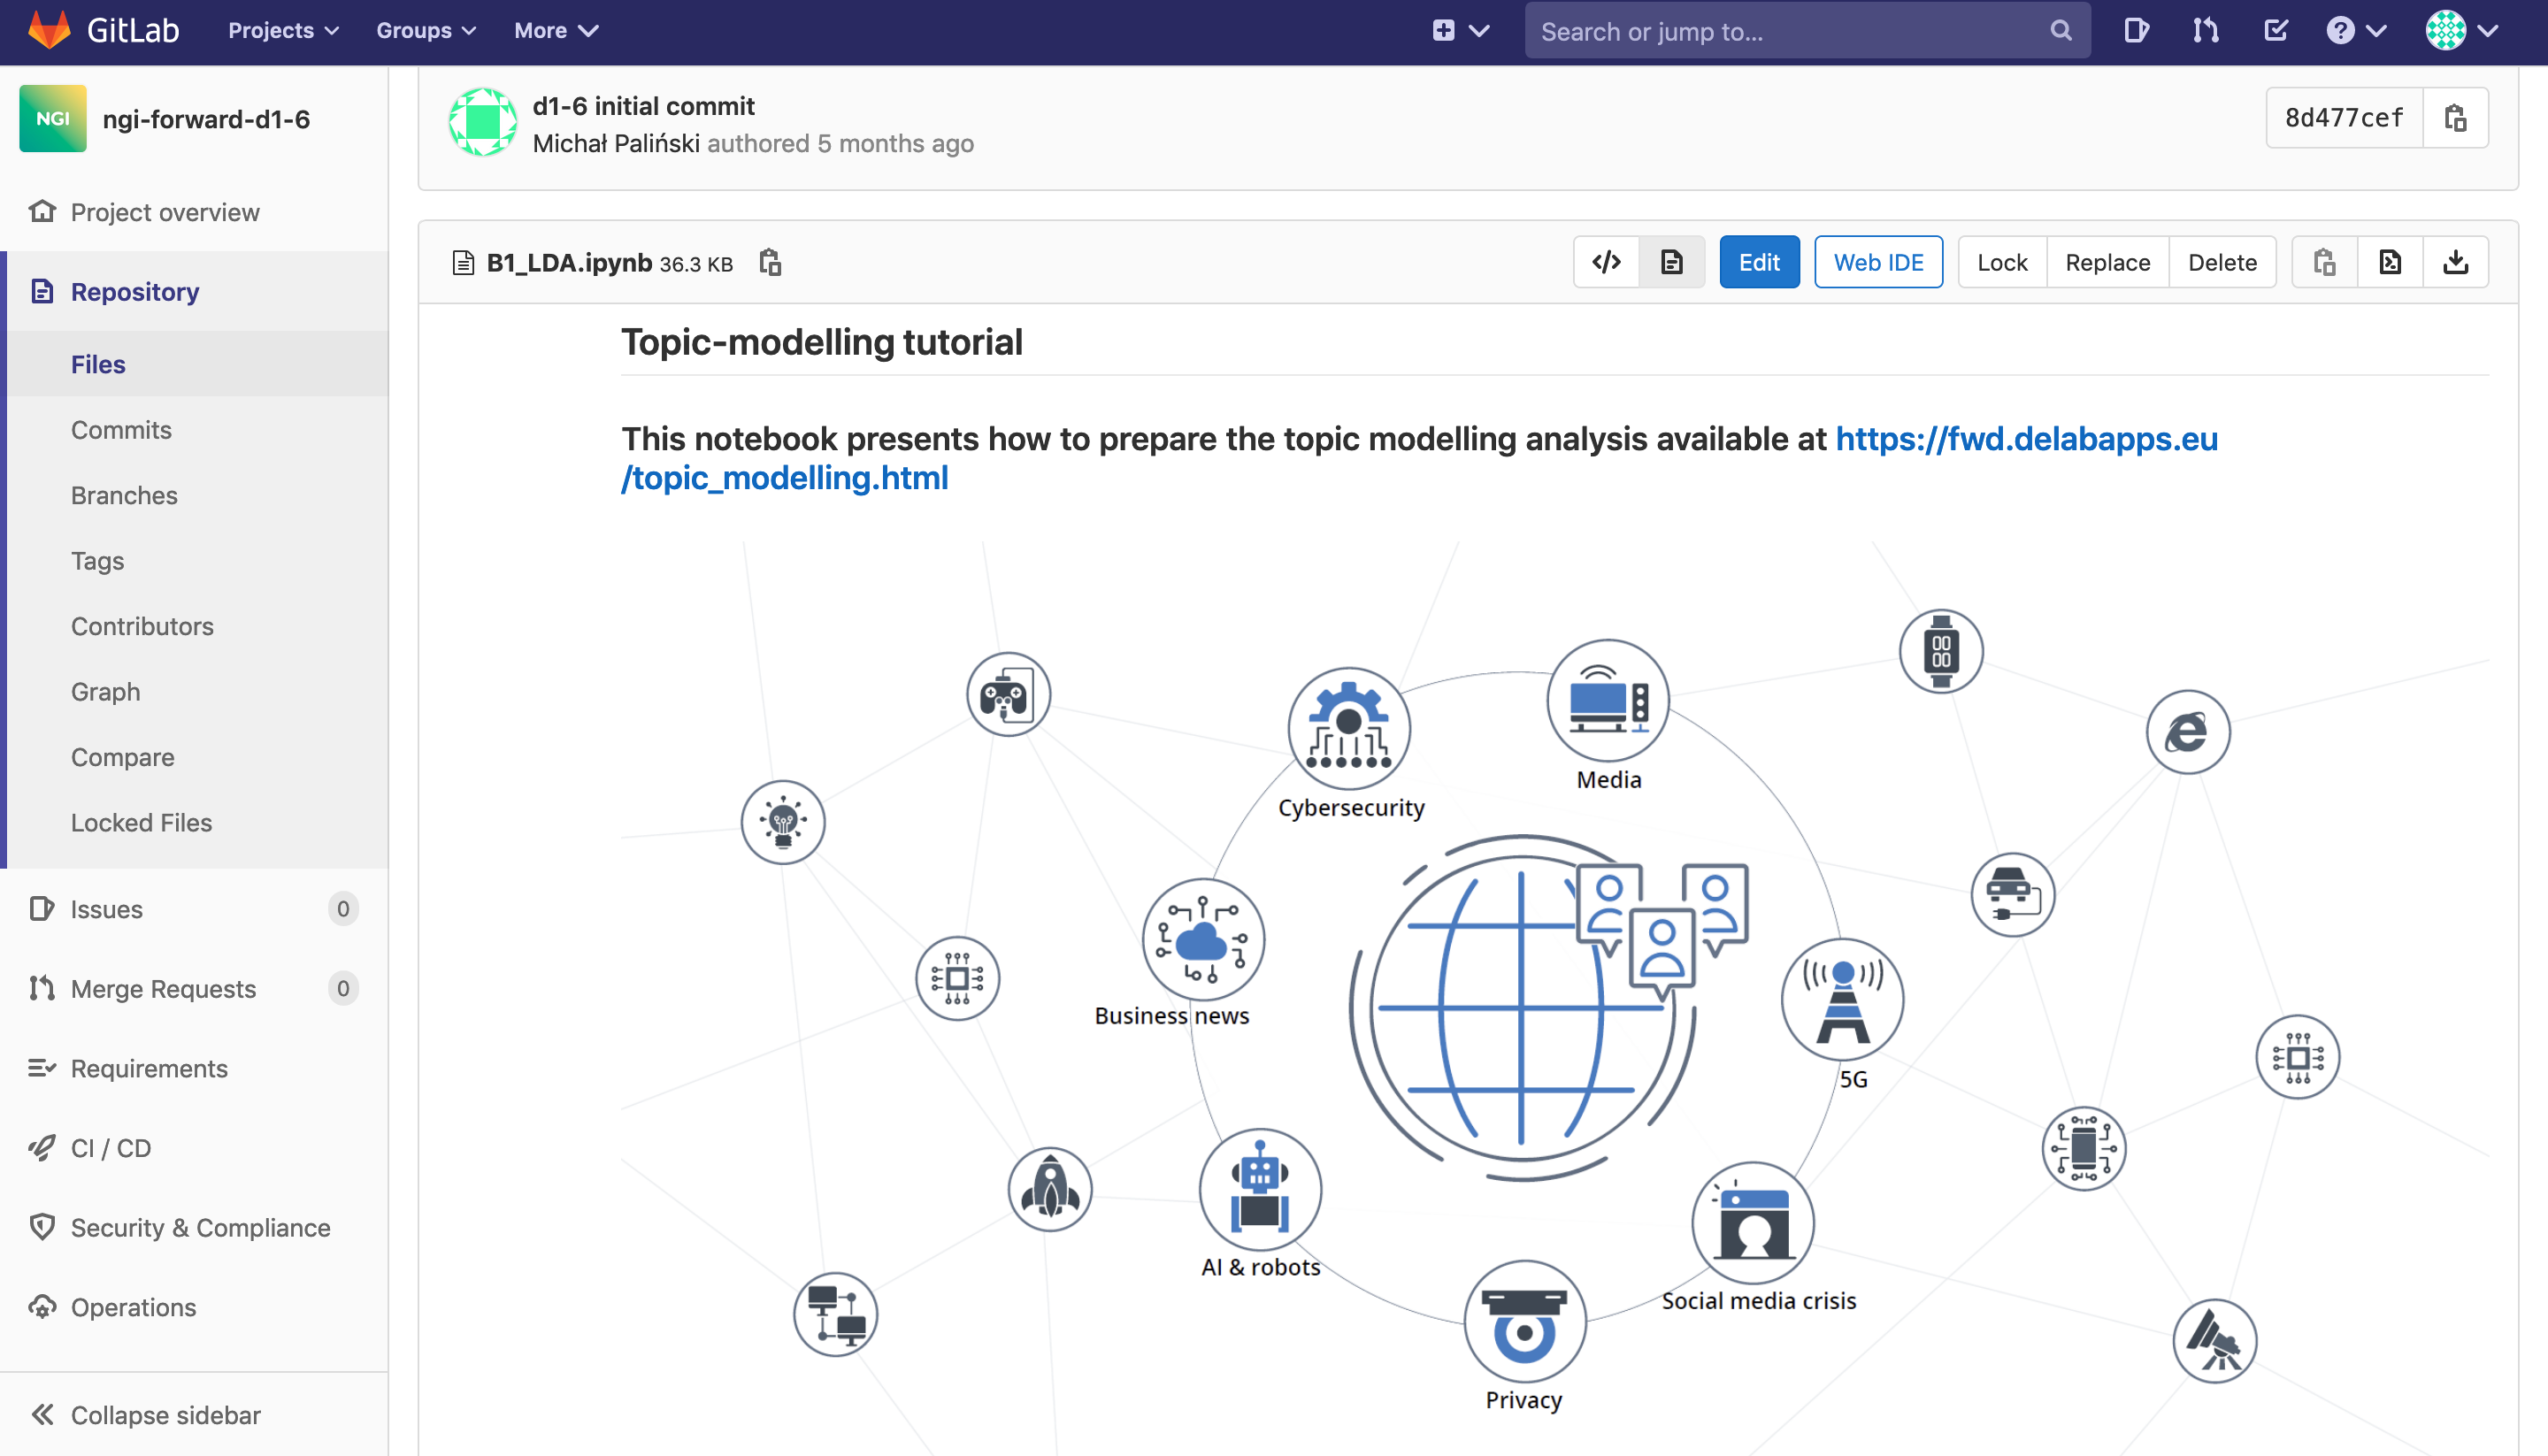 GitLab Projects Groups More Search or jump to...
NGI ngi-forward-d1-6
Project overview
Repository
Files
Commits
Branches
Tags
Contributors
Graph
Compare
Locked Files
Issues 0
Merge Requests 0
Requirements
CI / CD
Security & Compliance
Operations
Collapse sidebar
d1-6 initial commit
Michał Paliński authored 5 months ago
8d477cef
B1_LDA.ipynb 36.3 KB
Edit Web IDE Lock Replace Delete
Topic-modelling tutorial
This notebook presents how to prepare the topic modelling analysis available at https://fwd.delabapps.eu
/topic_modelling.html
Media
Cybersecurity
Business news
5G
AI & robots
Social media crisis
Privacy